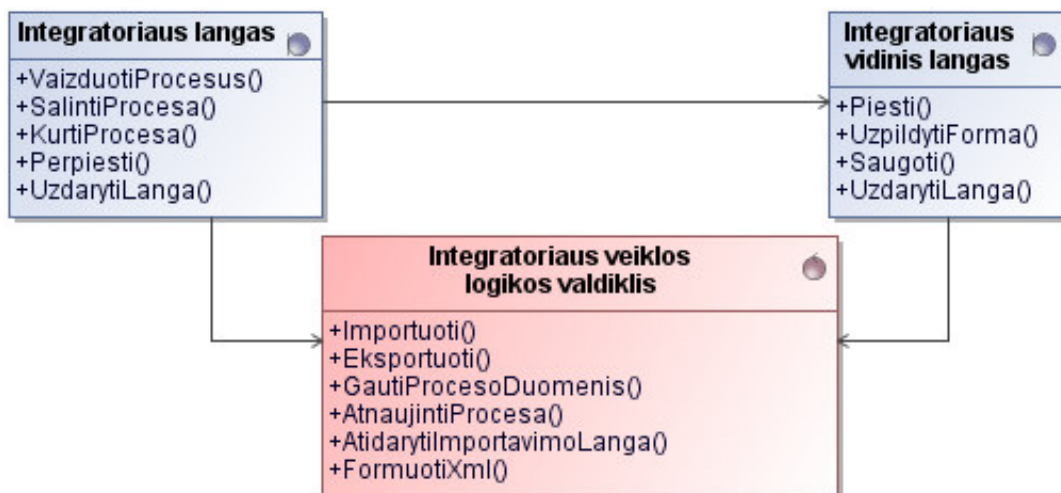 Integratoriaus langas
+VaizduotiProcesus()
+SalintiProcesa()
+KurtiProcesa()
+Perpiesti()
+UzdarytiLanga()
Integratoriaus
vidinis langas
+Piesti()
+UzpildytiForma()
+Saugoti()
+UzdarytiLanga()
Integratoriaus veiklos
logikos valdiklis
+Importuoti()
+Eksportuoti()
+GautiProcesoDuomenis()
+AtnaujintiProcesa()
+AtidarytiImportavimoLanga()
+FormuotiXml()